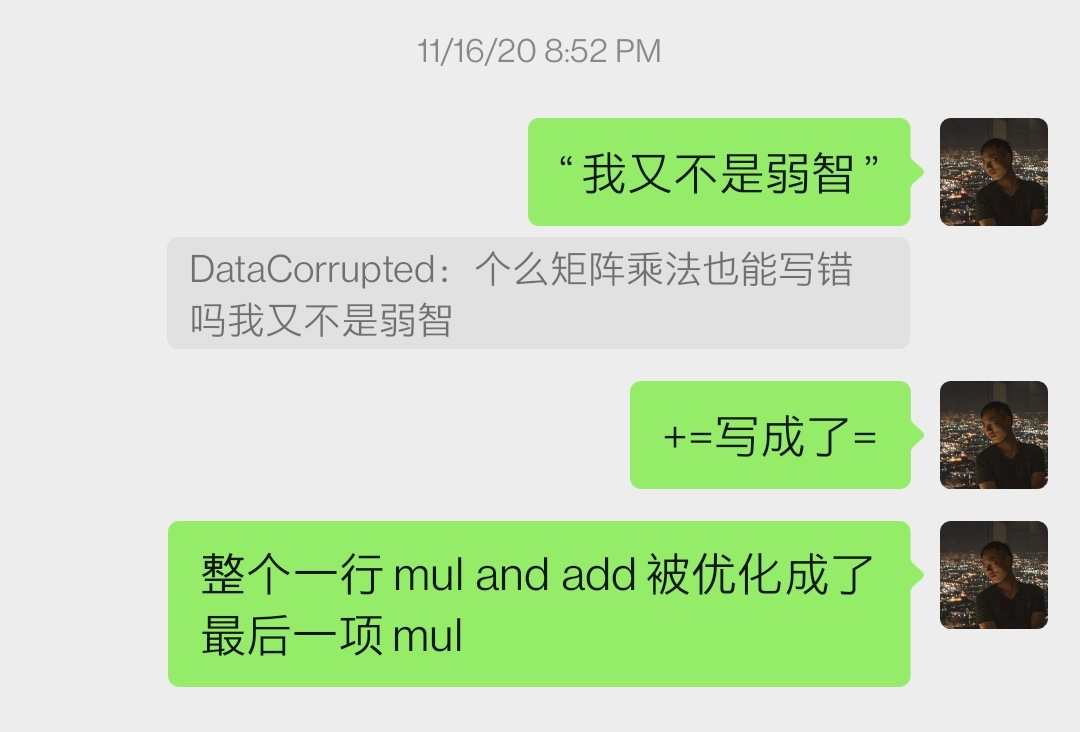 11/16/20 8:52 PM
“我又不是弱智”
DataCorrupted：个么矩阵乘法也能写错
吗我又不是弱智
+=写成了=
整个一行 mul and add 被优化成了
最后一项 mul